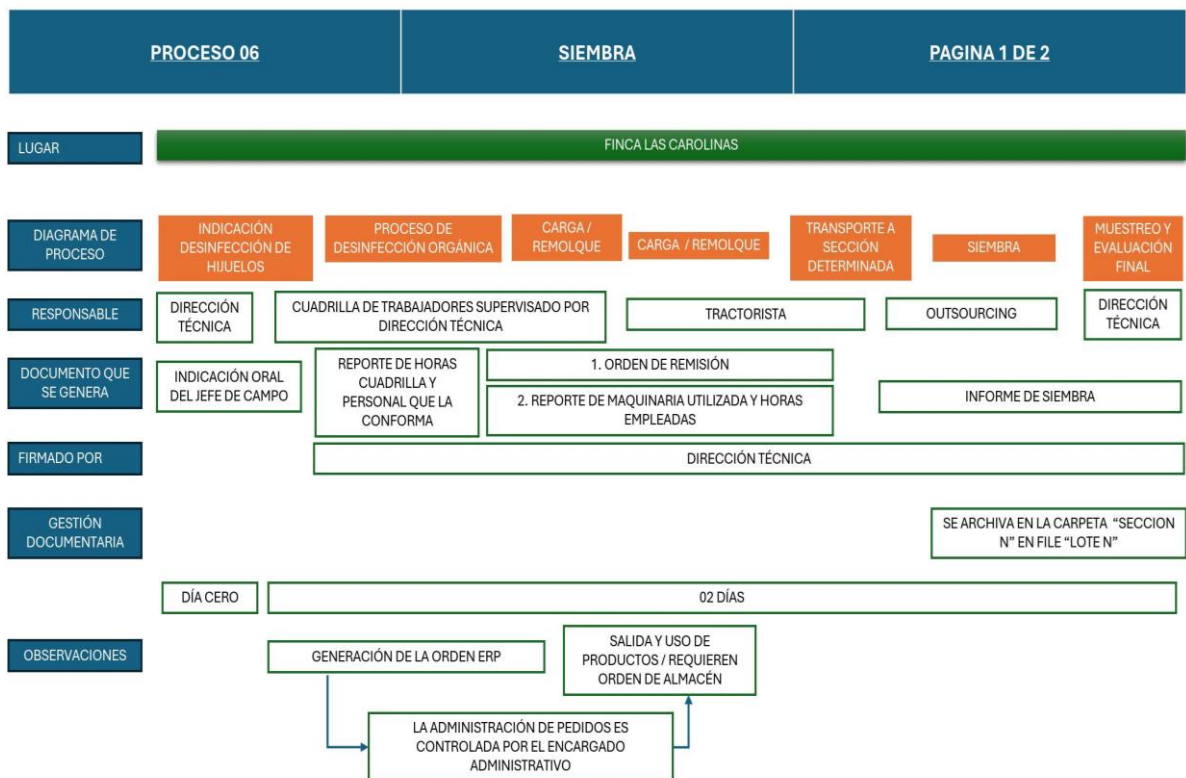 PROCESO 06
SIEMBRA
PAGINA 1 DE 2
LUGAR
FINCA LAS CAROLINAS
DIAGRAMA DE
PROCESO
INDICACIÓN
DESINFECCIÓN DE
HIJUELOS
PROCESO DE
DESINFECCIÓN ORGÁNICA
CARGA /
REMOLQUE
CARGA / REMOLQUE
TRANSPORTE A
SECCIÓN
DETERMINADA
SIEMBRA
MUESTREO Y
EVALUACIÓN
FINAL
RESPONSABLE
DIRECCIÓN
TÉCNICA
CUADRILLA DE TRABAJADORES SUPERVISADO POR
DIRECCIÓN TÉCNICA
TRACTORISTA
OUTSOURCING
DIRECCIÓN
TÉCNICA
DOCUMENTO QUE
SE GENERA
INDICACIÓN ORAL
DEL JEFE DE CAMPO
REPORTE DE HORAS
CUADRILLA Y
PERSONAL QUE LA
CONFORMA
1. ORDEN DE REMISIÓN
2. REPORTE DE MAQUINARIA UTILIZADA Y HORAS
EMPLEADAS
INFORME DE SIEMBRA
FIRMADO POR
DIRECCIÓN TÉCNICA
GESTIÓN
DOCUMENTARIA
SE ARCHIVA EN LA CARPETA “SECCION
N” EN FILE “LOTE N”
DÍA CERO
02 DÍAS
OBSERVACIONES
GENERACIÓN DE LA ORDEN ERP
SALIDA Y USO DE
PRODUCTOS / REQUIEREN
ORDEN DE ALMACÉN
LA ADMINISTRACIÓN DE PEDIDOS ES
CONTROLADA POR EL ENCARGADO
ADMINISTRATIVO